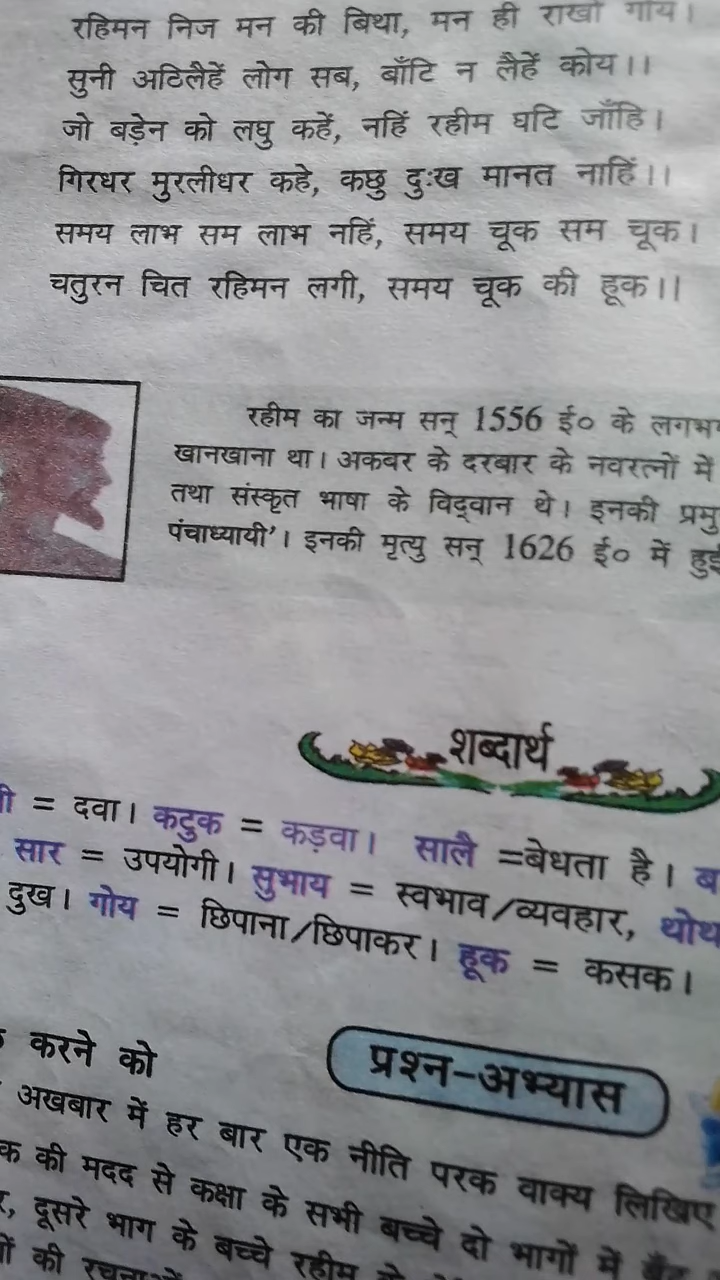 रहिमन निज मन की बिथा, मन ही राखो गोय।
सुनी अठिलैहें लोग सब, बाँटि न लैहें कोय।।
जो बड़ेन को लघु कहें, नहिं रहीम घटि जाँहि।
गिरधर मुरलीधर कहे, कछु दुःख मानत नाहिं।।
समय लाभ सम लाभ नहिं, समय चूक सम चूक।
चतुरन चित रहिमन लगी, समय चूक की हूक।।
रहीम का जन्म सन् 1556 ई० के लगभग
खानखाना था। अकबर के दरबार के नवरत्नों में
तथा संस्कृत भाषा के विद्वान थे। इनकी प्रमु
पंचाध्यायी’। इनकी मृत्यु सन् 1626 ई० में हुई
शब्दार्थ
= दवा। कटुक = कड़वा। सालै =बेधता है। ब
सार = उपयोगी। सुभाय = स्वभाव/व्यवहार, थोथ
दुख। गोय = छिपाना/छिपाकर। हूक = कसक।
करने को
प्रश्न-अभ्यास
अखबार में हर बार एक नीति परक वाक्य लिखिए
की मदद से कक्षा के सभी बच्चे दो भागों में बँट
दूसरे भाग के बच्चे रहीम के
की रचनाओं